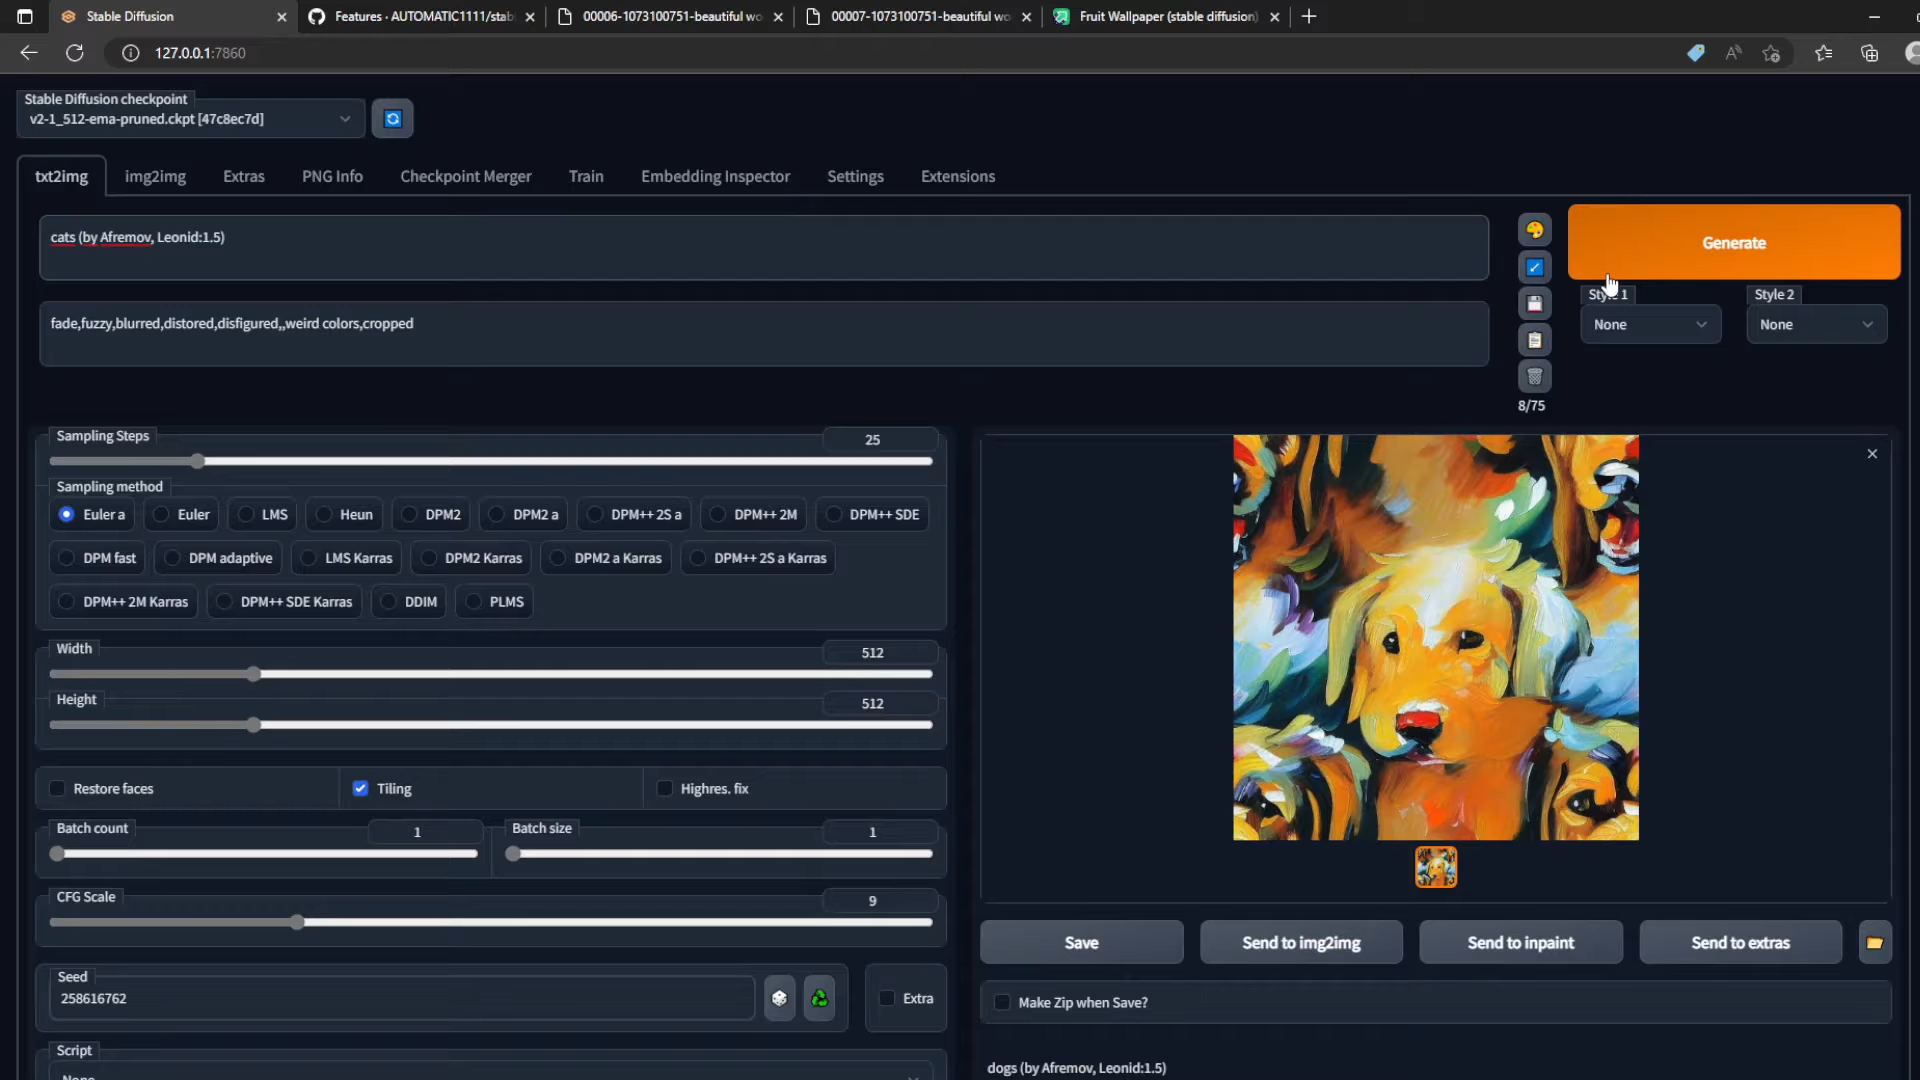 Stable Diffusion
Features · AUTOMATIC1111/stab
00006-1073100751-beautiful wo
00007-1073100751-beautiful wo
Fruit Wallpaper (stable diffusion)
127.0.0.1:7860
Stable Diffusion checkpoint
v2-1_512-ema-pruned.ckpt [47c8ec7d]
txt2img
img2img
Extras
PNG Info
Checkpoint Merger
Train
Embedding Inspector
Settings
Extensions
cats (by Afremov, Leonid:1.5)
Generate
fade,fuzzy,blurred,distored,disfigured,,weird colors,cropped
Style 1
Style 2
None
None
8/75
Sampling Steps
25
Sampling method
Euler a
Euler
LMS
Heun
DPM2
DPM2 a
DPM++ 2S a
DPM++ 2M
DPM++ SDE
DPM fast
DPM adaptive
LMS Karras
DPM2 Karras
DPM2 a Karras
DPM++ 2S a Karras
DPM++ 2M Karras
DPM++ SDE Karras
DDIM
PLMS
Width
512
Height
512
Restore faces
Tiling
Highres. fix
Batch count
1
Batch size
1
CFG Scale
9
Save
Send to img2img
Send to inpaint
Send to extras
Seed
258616762
Extra
Make Zip when Save?
Script
None
dogs (by Afremov, Leonid:1.5)